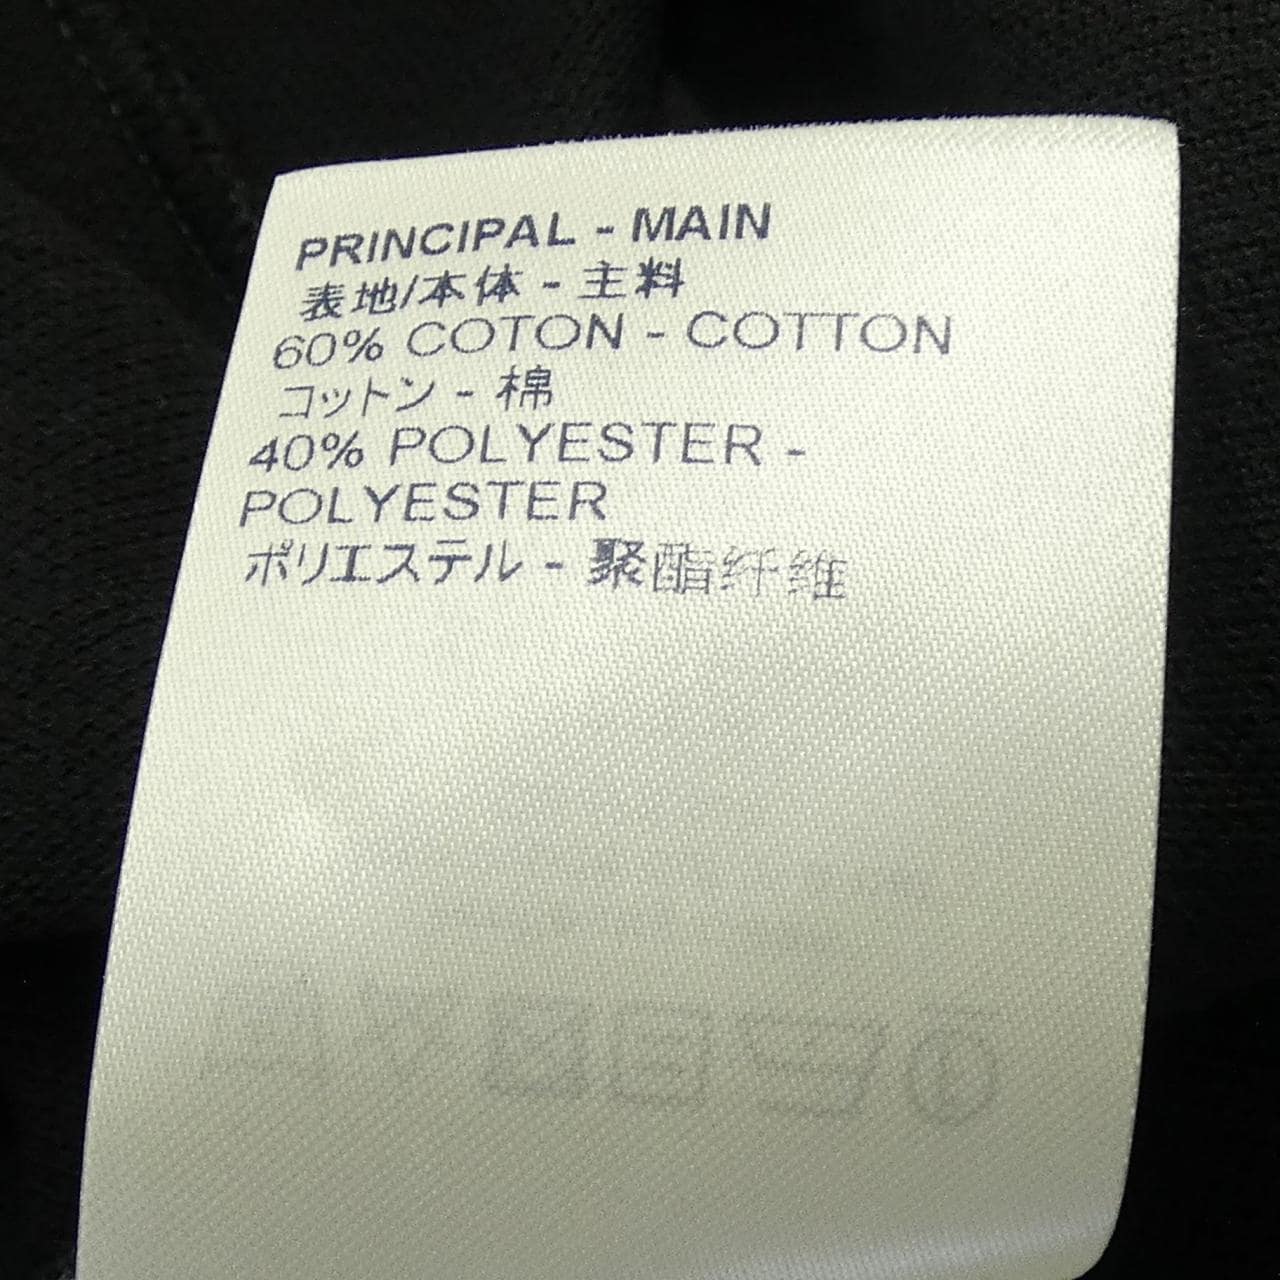 PRINCIPAL - MAIN
表地/本体 - 主料
60% COTON - COTTON
コットン - 棉
40% POLYESTER -
POLYESTER
ポリエステル - 聚酯纤维